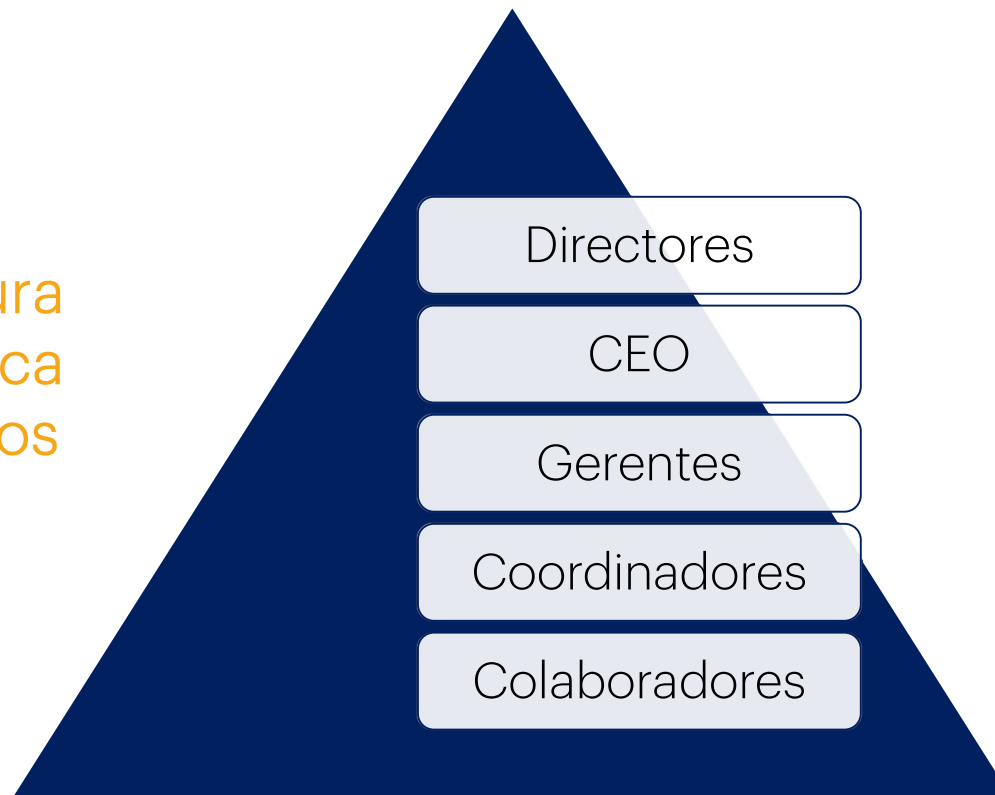 ura
ca
os
Directores
CEO
Gerentes
Coordinadores
Colaboradores